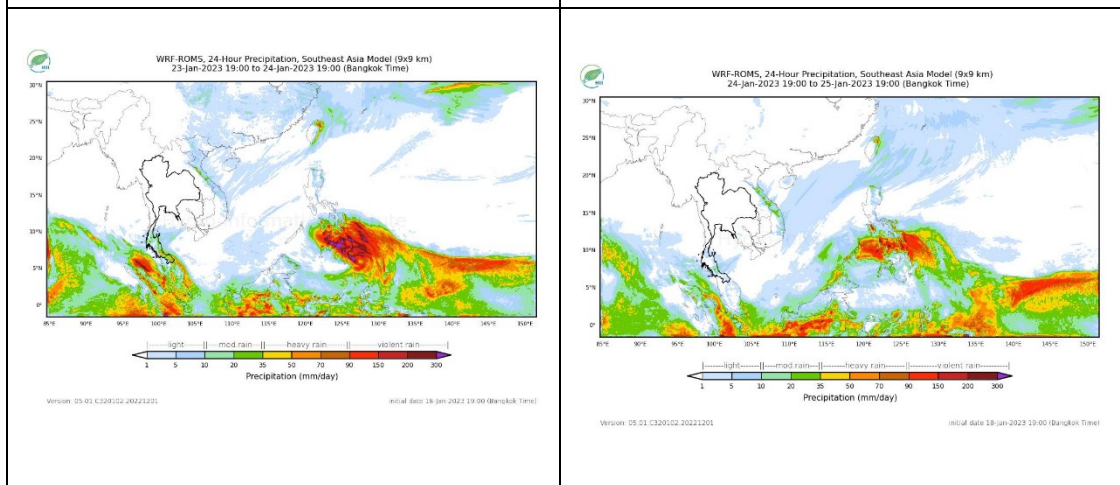 WRF-ROMS, 24-Hour Precipitation, Southeast Asia Model (9x9 km)
23-Jan-2023 19:00 to 24-Jan-2023 19:00 (Bangkok Time)
30°N
25°N
20°N
15°N
10°N
5°N
0°
85°E 90°E 95°E 100°E 105°E 110°E 115°E 120°E 125°E 130°E 135°E 140°E 145°E 150°E
light mod.rain heavy rain violent rain
1 5 10 20 35 50 70 90 150 200 300
Precipitation (mm/day)
Version: 05.01.C320102.20221201 initial date 18-Jan-2023 19:00 (Bangkok Time)
WRF-ROMS, 24-Hour Precipitation, Southeast Asia Model (9x9 km)
24-Jan-2023 19:00 to 25-Jan-2023 19:00 (Bangkok Time)
30°N
25°N
20°N
15°N
10°N
5°N
0°
85°E 90°E 95°E 100°E 105°E 110°E 115°E 120°E 125°E 130°E 135°E 140°E 145°E 150°E
light mod.rain heavy rain violent rain
1 5 10 20 35 50 70 90 150 200 300
Precipitation (mm/day)
Version: 05.01.C320102.20221201 initial date 18-Jan-2023 19:00 (Bangkok Time)